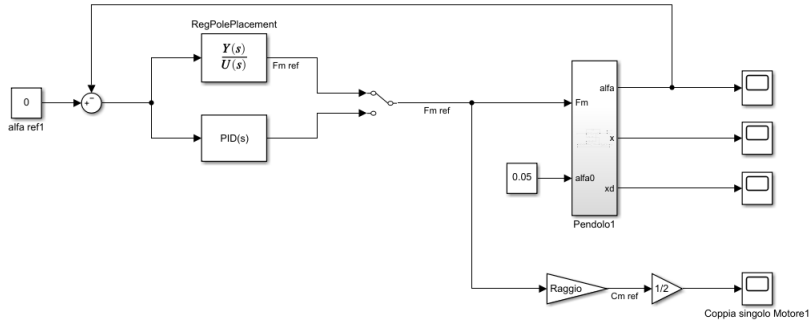 RegPolePlacement
Y(s)
U(s)
Fm ref
0
alfa ref1
+
−
PID(s)
Fm ref
Fm
alfa
x
0.05
alfa0
xd
Pendolo1
Raggio
Cm ref
1/2
Coppia singolo Motore1